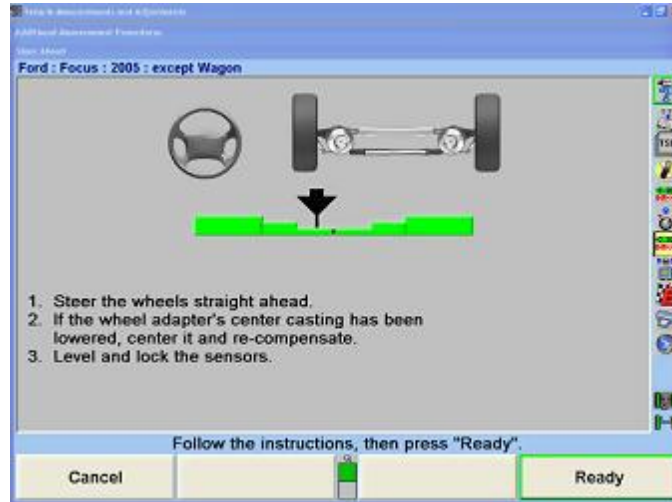 Ford : Focus : 2005 : except Wagon
1. Steer the wheels straight ahead.
2. If the wheel adapter's center casting has been
lowered, center it and re-compensate.
3. Level and lock the sensors.
Follow the instructions, then press "Ready".
Cancel
Ready